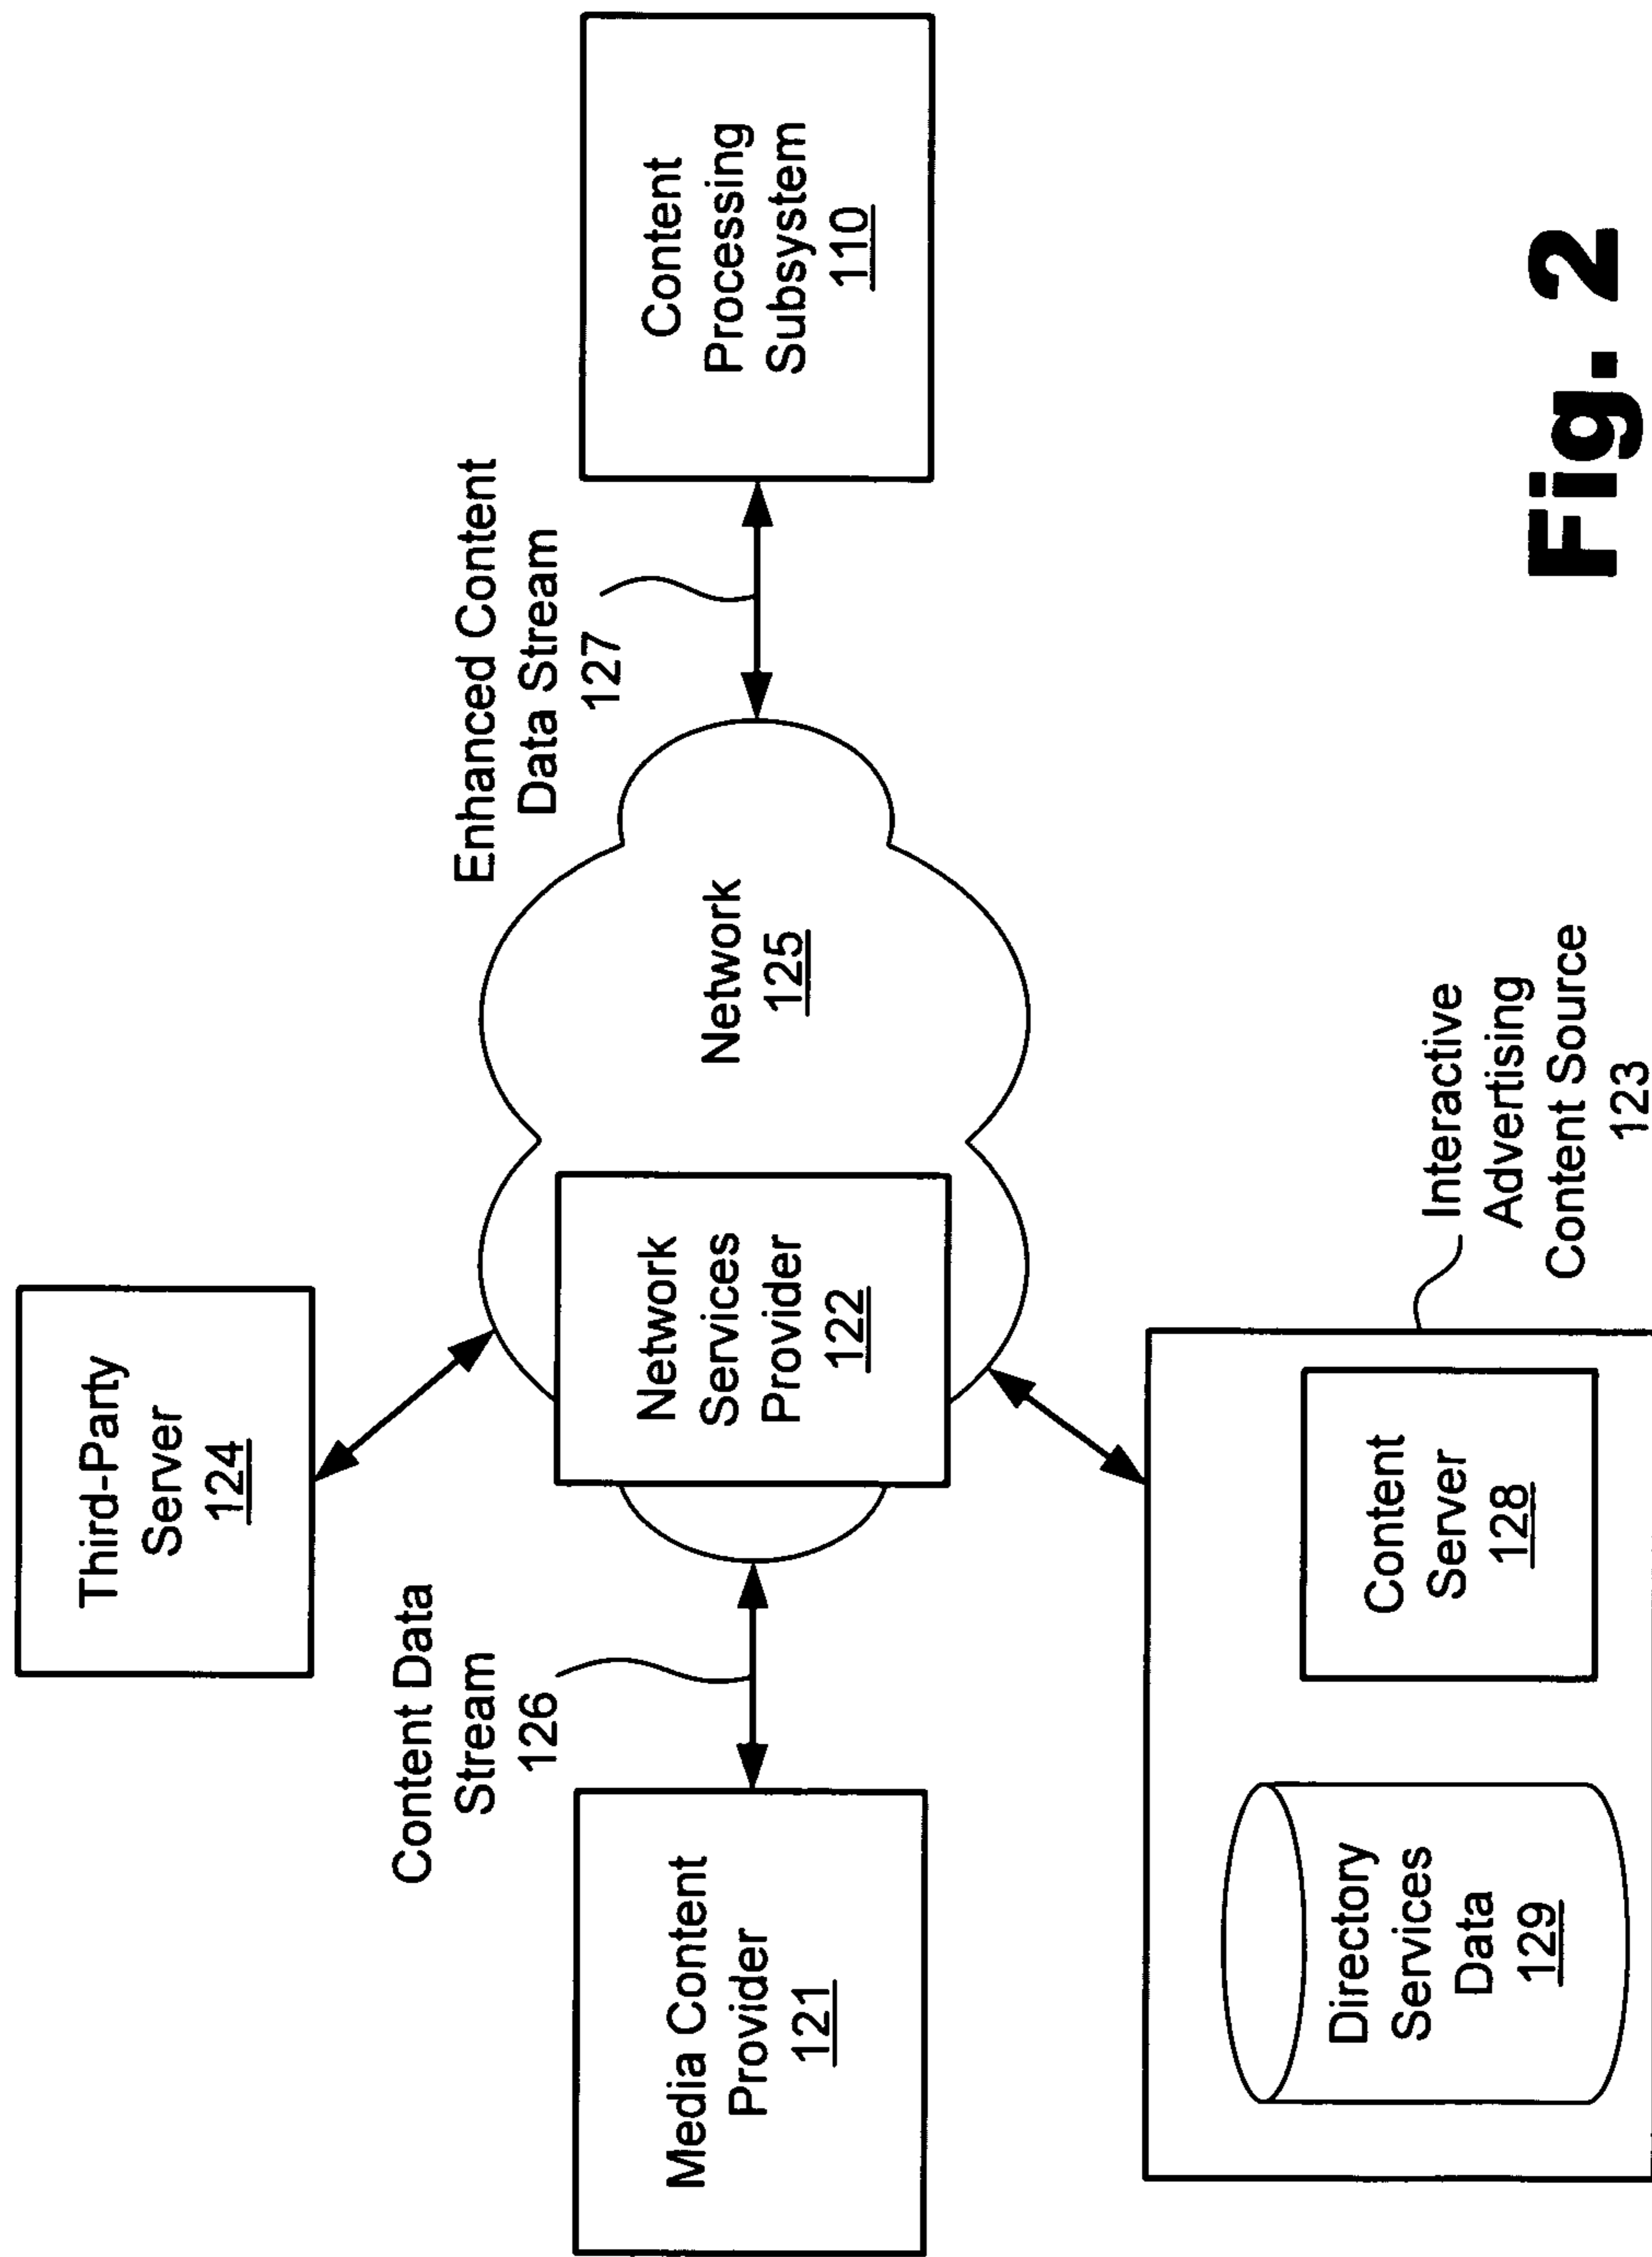 Third-Party
Server
124
Content Data
Stream
126
Enhanced Content
Data Stream
127
Media Content
Provider
121
Network
Services
Provider
122
Network
125
Content
Processing
Subsystem
110
Directory
Services
Data
129
Content
Server
128
Interactive
Advertising
Content Source
123
Fig. 2